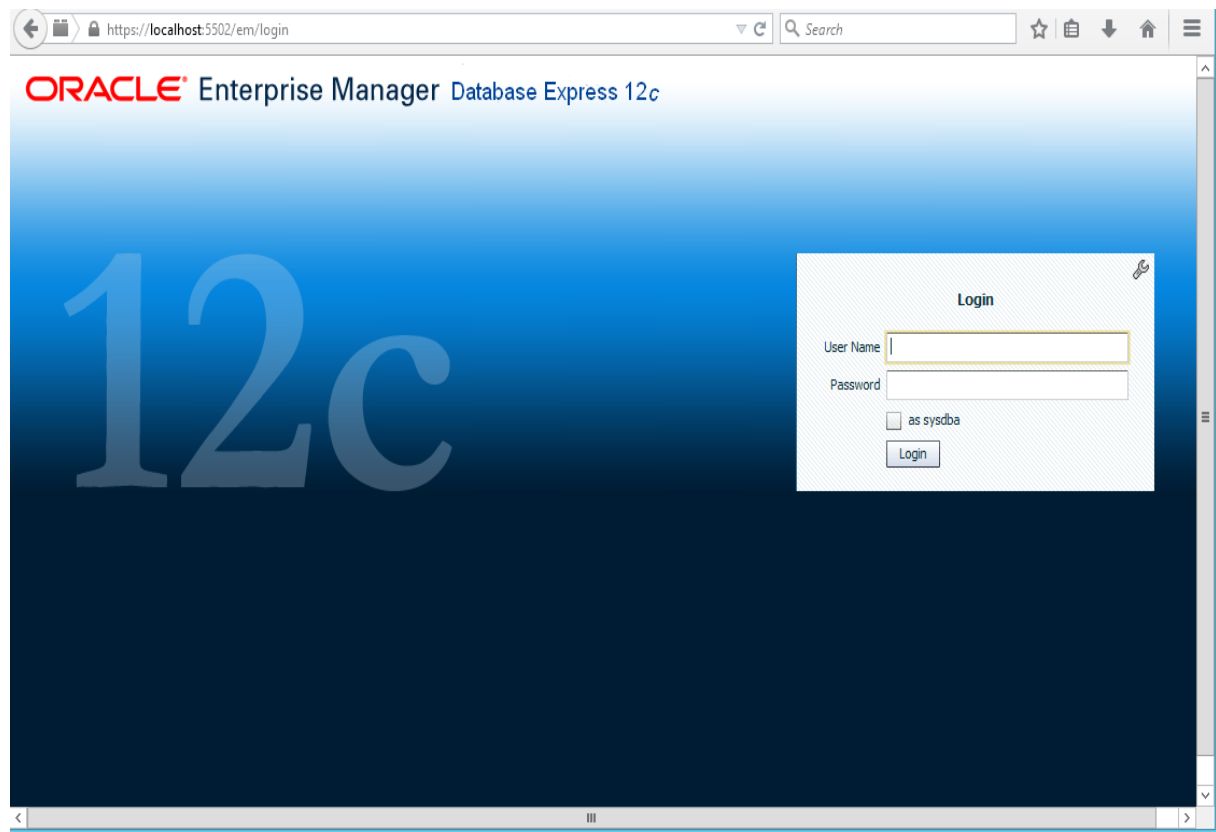 https://localhost:5502/em/login
Search
ORACLE® Enterprise Manager Database Express 12c
12c
Login
User Name
Password
as sysdba
Login